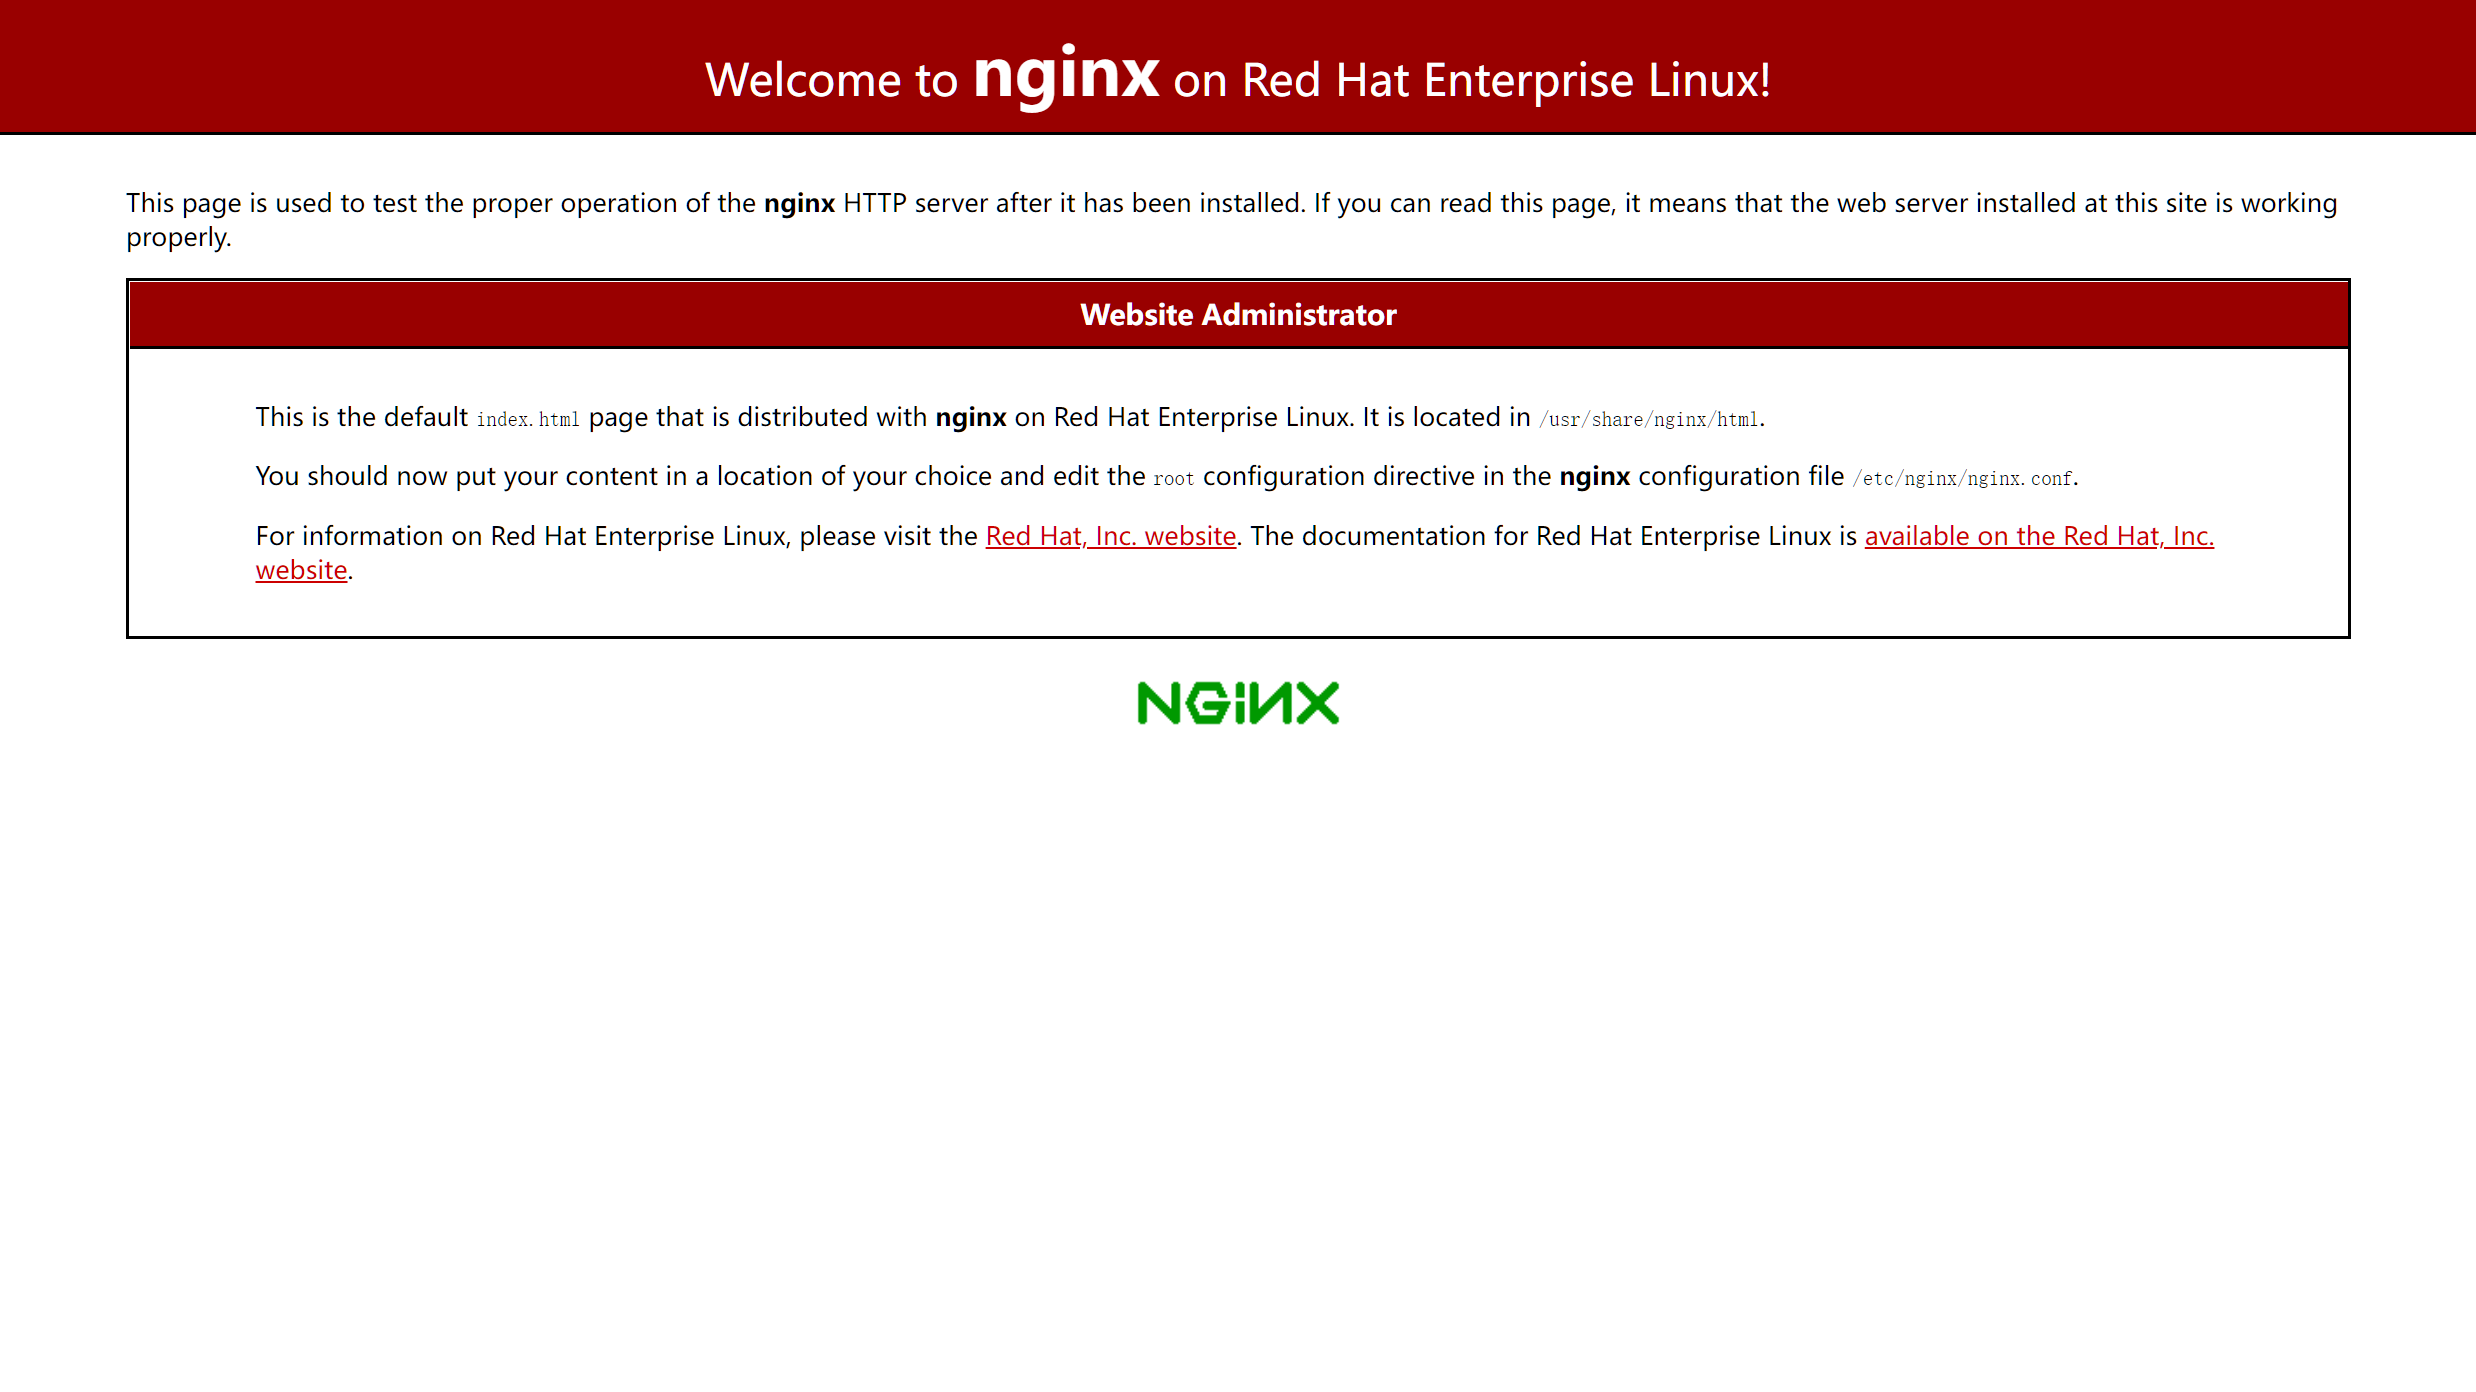 Welcome to nginx on Red Hat Enterprise Linux!
This page is used to test the proper operation of the nginx HTTP server after it has been installed. If you can read this page, it means that the web server installed at this site is working
properly.
Website Administrator
This is the default index.html page that is distributed with nginx on Red Hat Enterprise Linux. It is located in /usr/share/nginx/html.
You should now put your content in a location of your choice and edit the root configuration directive in the nginx configuration file /etc/nginx/nginx.conf.
For information on Red Hat Enterprise Linux, please visit the Red Hat, Inc. website. The documentation for Red Hat Enterprise Linux is available on the Red Hat, Inc.
website.
NGiNX